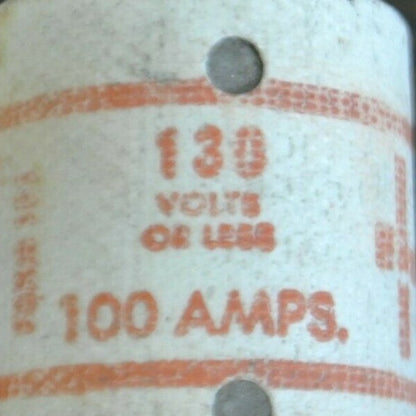 130
VOLTS
OR LESS
100 AMPS.